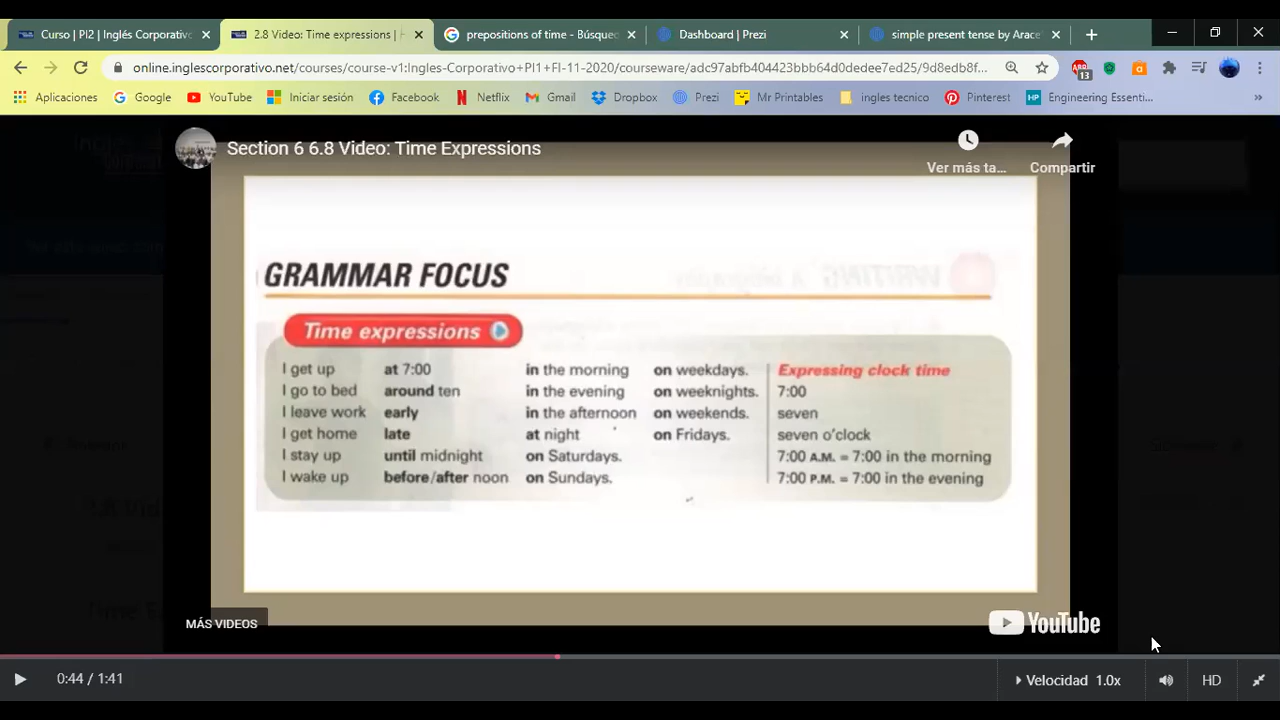 Curso | PI2 | Inglés Corporativo
2.8 Video: Time expressions |
prepositions of time - Búsque
Dashboard | Prezi
simple present tense by Arace
online.inglescorporativo.net/courses/course-v1:Ingles-Corporativo+PI1+FI-11-2020/courseware/adc97abfb404423bbb64d0dedee7ed25/9d8edb8f...
13
Aplicaciones
Google
YouTube
Iniciar sesión
Facebook
Netflix
Gmail
Dropbox
Prezi
Mr Printables
ingles tecnico
Pinterest
HP
Engineering Essenti...
Section 6 6.8 Video: Time Expressions
Ver más ta...
Compartir
GRAMMAR FOCUS
Time expressions
I get up at 7:00 in the morning on weekdays.
I go to bed around ten in the evening on weeknights.
I leave work early in the afternoon on weekends.
I get home late at night on Fridays.
I stay up until midnight on Saturdays.
I wake up before/after noon on Sundays.
Expressing clock time
7:00
seven
seven o'clock
7:00 A.M. = 7:00 in the morning
7:00 P.M. = 7:00 in the evening
MÁS VIDEOS
YouTube
0:44 / 1:41
Velocidad 1.0x
HD